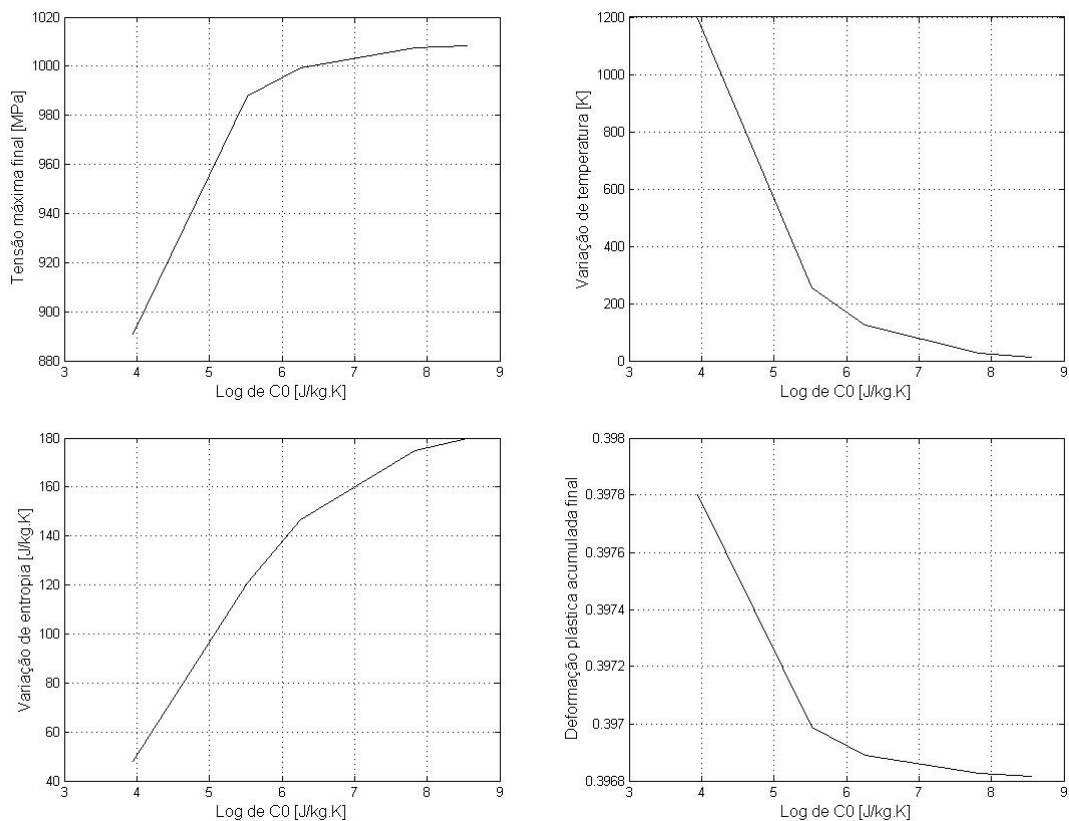 Tensão máxima final [MPa]
1020
1000
980
960
940
920
900
880
3 4 5 6 7 8 9
Log de C0 [J/kg.K]
Variação de temperatura [K]
1200
1000
800
600
400
200
0
3 4 5 6 7 8 9
Log de C0 [J/kg.K]
Variação de entropia [J/kg.K]
180
160
140
120
100
80
60
40
3 4 5 6 7 8 9
Log de C0 [J/kg.K]
Deformação plástica acumulada final
0.398
0.3978
0.3976
0.3974
0.3972
0.397
0.3968
3 4 5 6 7 8 9
Log de C0 [J/kg.K]